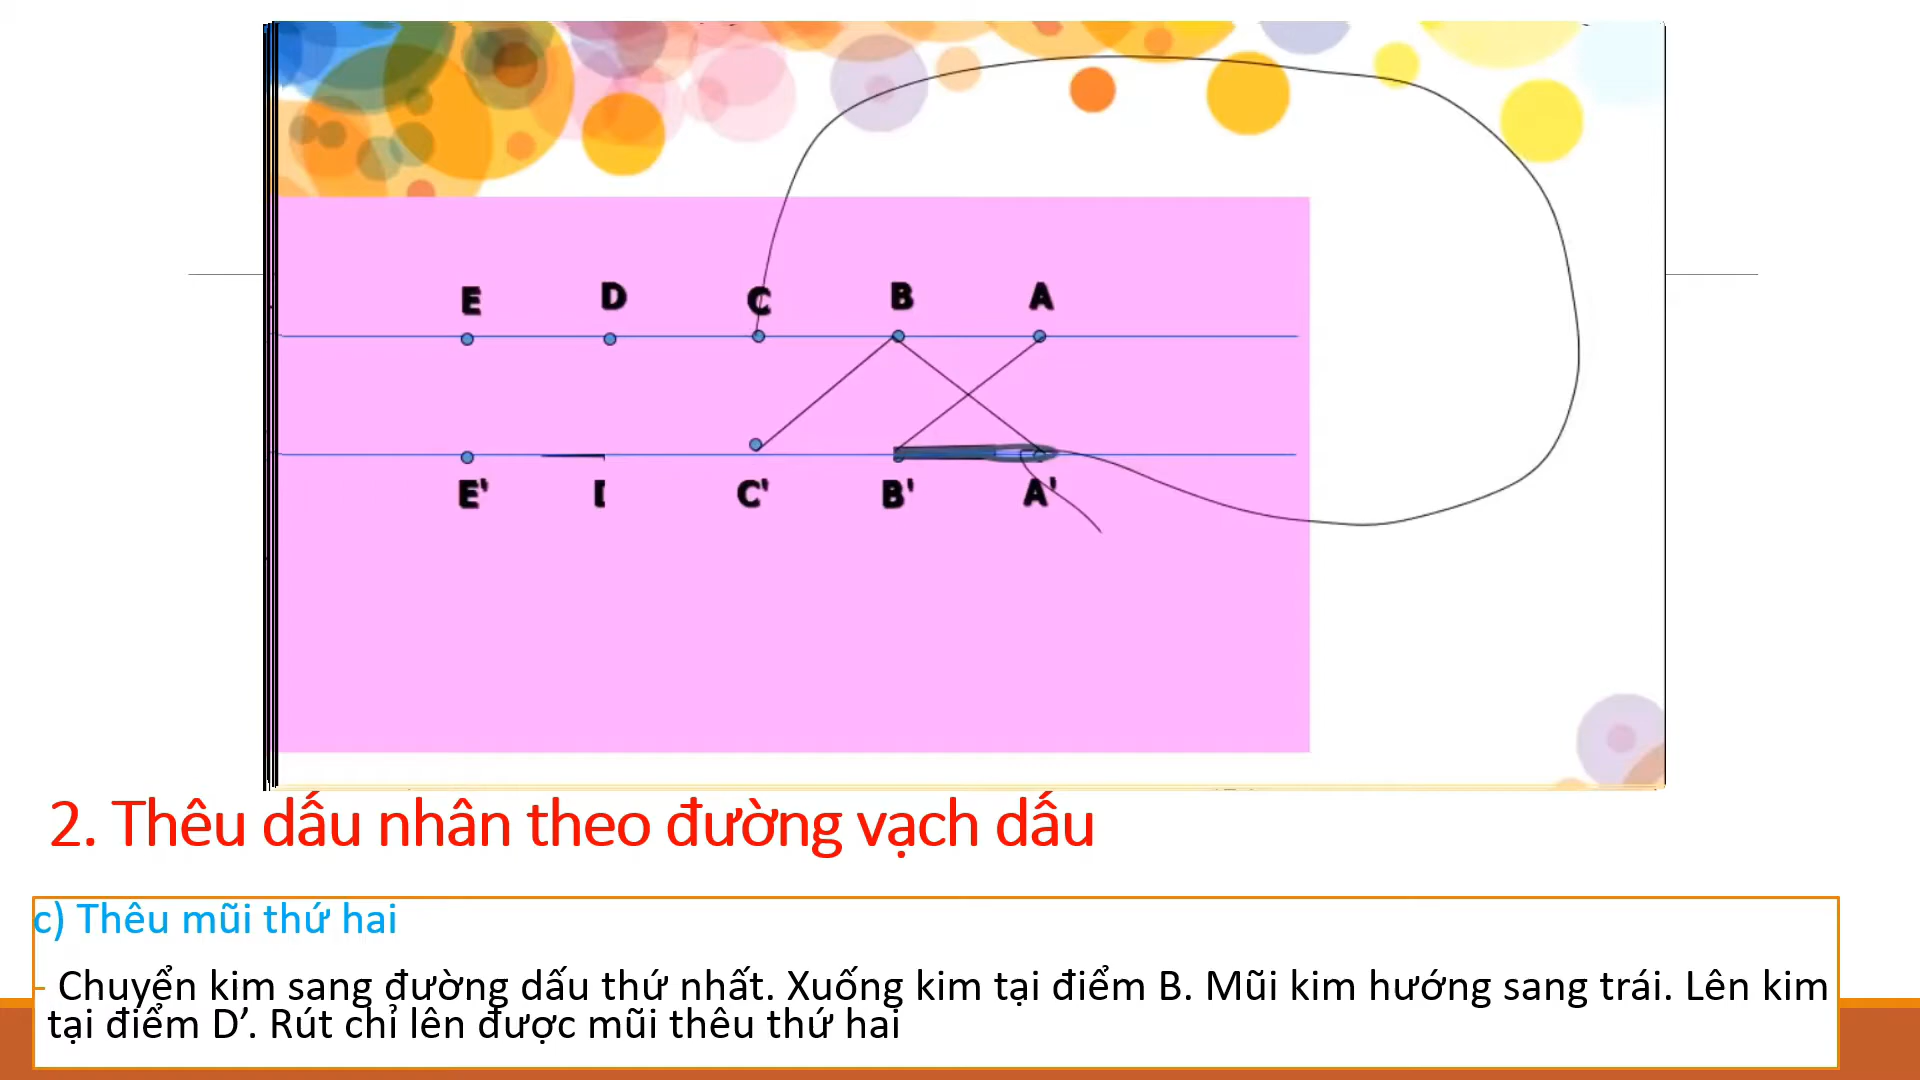 E D C B A
E' C' B' A'
2. Thêu dấu nhân theo đường vạch dấu
c) Thêu mũi thứ hai
- Chuyển kim sang đường dấu thứ nhất. Xuống kim tại điểm B. Mũi kim hướng sang trái. Lên kim
tại điểm D’. Rút chỉ lên được mũi thêu thứ hai